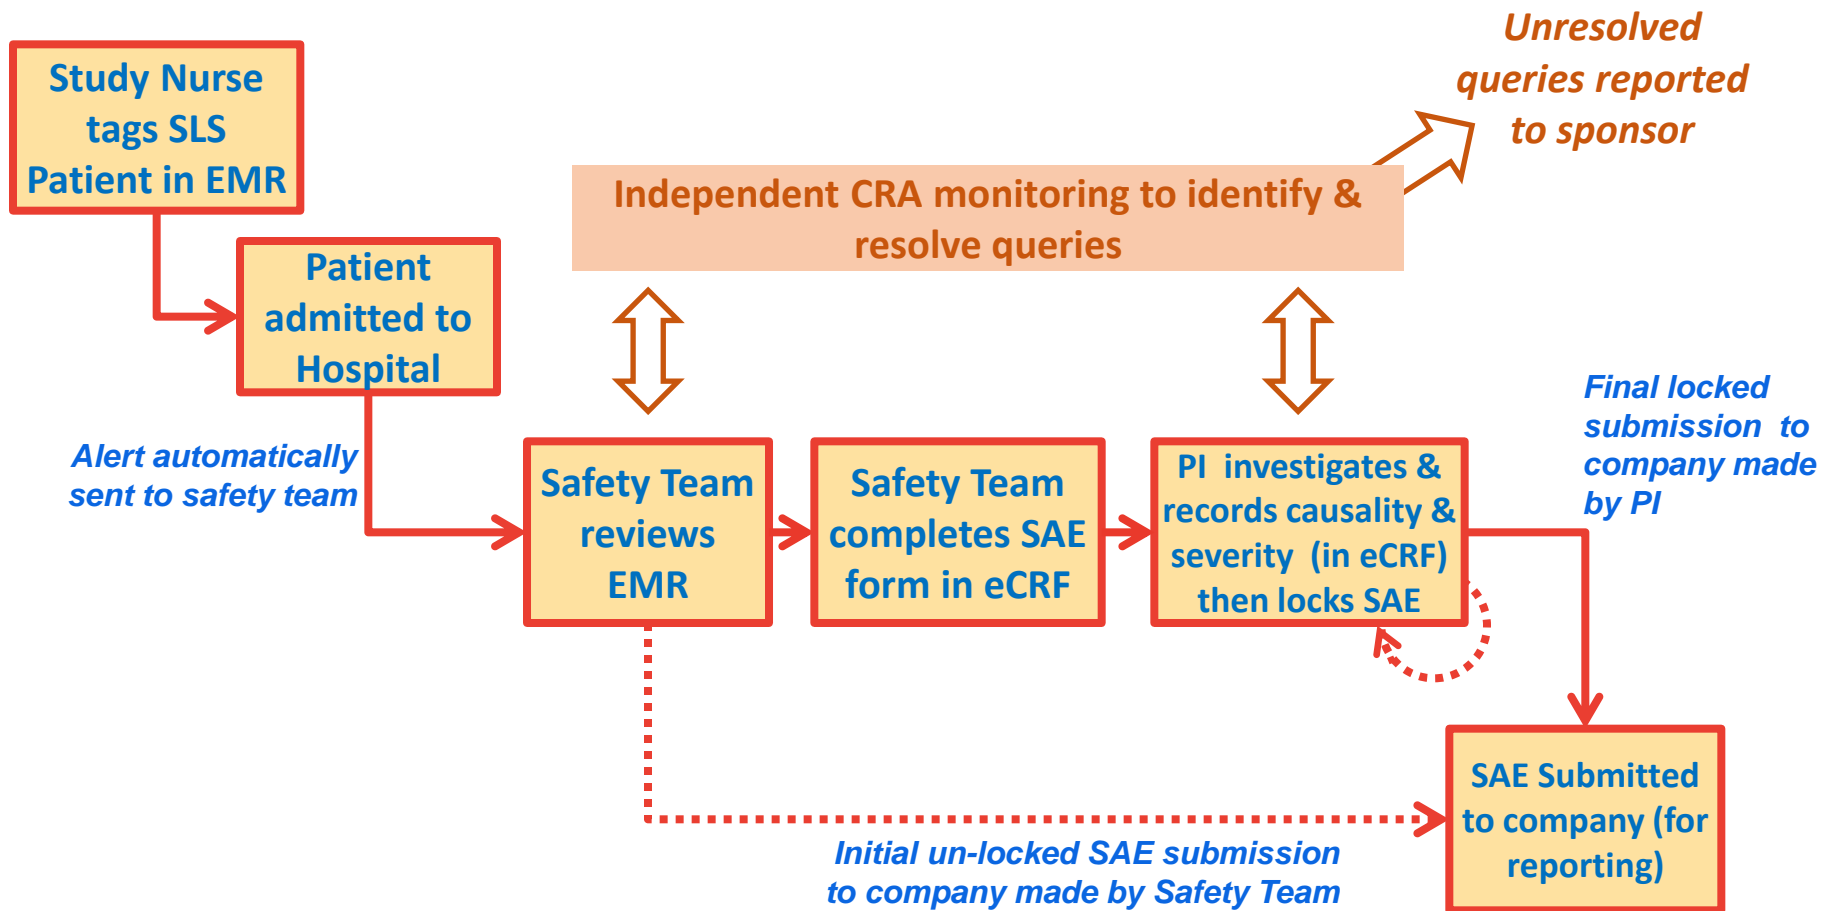 Study Nurse
tags SLS
Patient in EMR
Unresolved
queries reported
to sponsor
Independent CRA monitoring to identify &
resolve queries
Patient
admitted to
Hospital
Alert automatically
sent to safety team
Safety Team
reviews
EMR
Safety Team
completes SAE
form in eCRF
PI investigates &
records causality &
severity (in eCRF)
then locks SAE
Final locked
submission to
company made
by PI
SAE Submitted
to company (for
reporting)
Initial un-locked SAE submission
to company made by Safety Team